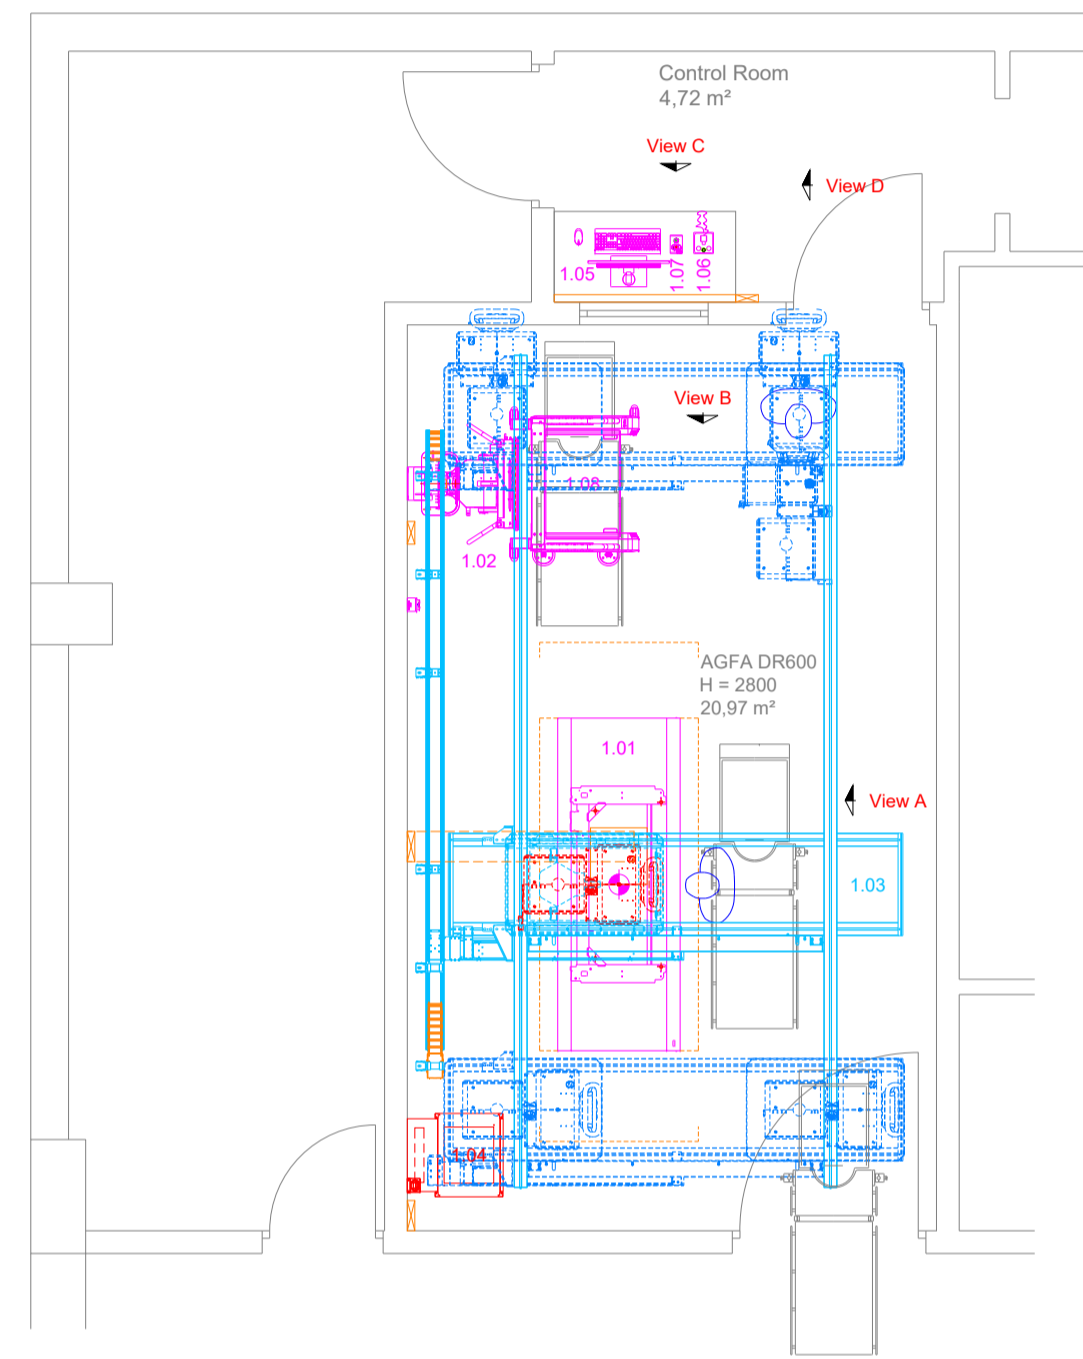 Control Room
4,72 m²
View C
View D
1.05
1.07
1.06
View B
1.08
1.02
AGFA DR600
H = 2800
20,97 m²
1.01
View A
1.03
1.04